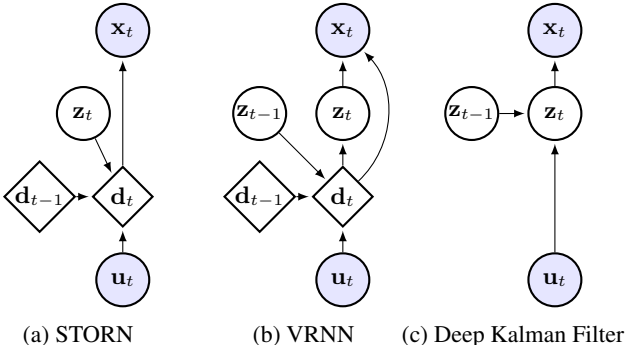 x_t x_t x_t
z_t z_{t−1} z_t z_{t−1} z_t
d_{t−1} d_t d_{t−1} d_t
u_t u_t u_t
(a) STORN (b) VRNN (c) Deep Kalman Filter